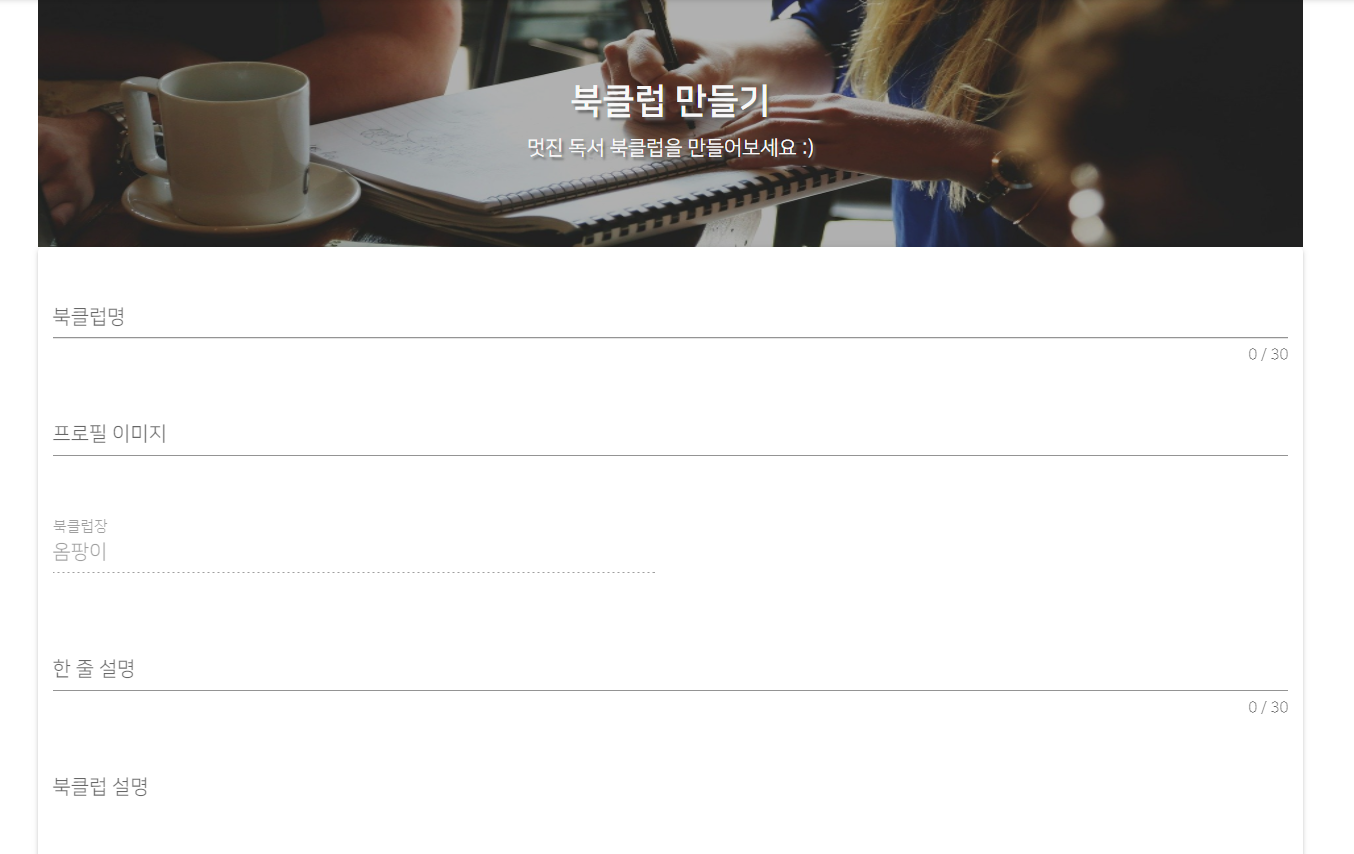 북클럽 만들기
멋진 독서 북클럽을 만들어보세요 :)
북클럽명
0 / 30
프로필 이미지
북클럽장
옴팡이
한 줄 설명
0 / 30
북클럽 설명